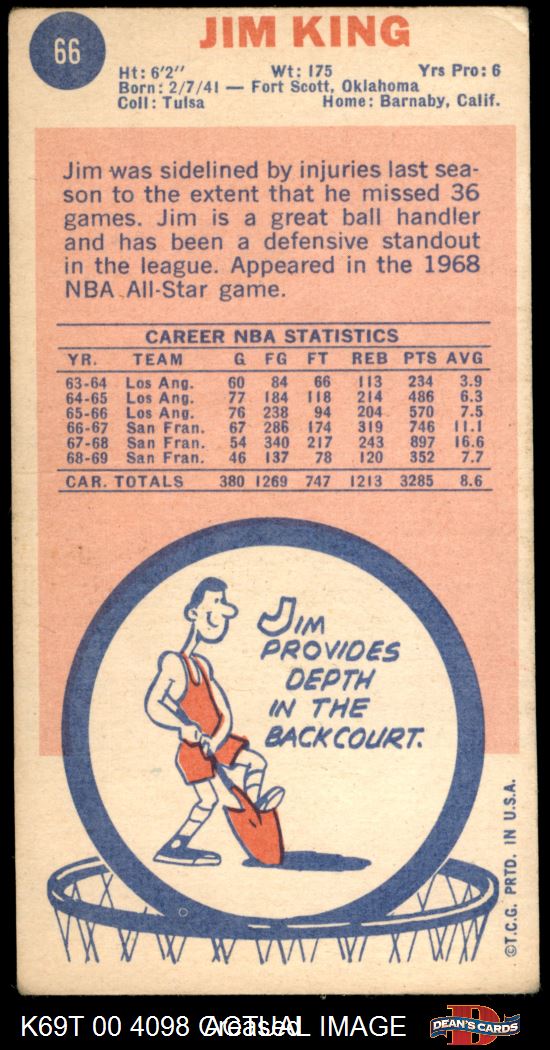 66
JIM KING
Ht: 6'2" Wt: 175 Yrs Pro: 6
Born: 2/7/41 — Fort Scott, Oklahoma
Coll: Tulsa Home: Barnaby, Calif.
Jim was sidelined by injuries last sea-
son to the extent that he missed 36
games. Jim is a great ball handler
and has been a defensive standout
in the league. Appeared in the 1968
NBA All-Star game.
CAREER NBA STATISTICS
YR. TEAM G FG FT REB PTS AVG
63-64 Los Ang. 60 84 66 113 234 3.9
64-65 Los Ang. 77 184 118 214 486 6.3
65-66 Los Ang. 76 238 94 204 570 7.5
66-67 San Fran. 67 286 174 319 746 11.1
67-68 San Fran. 54 340 217 243 897 16.6
68-69 San Fran. 46 137 78 120 352 7.7
CAR. TOTALS 380 1269 747 1213 3285 8.6
JIM
PROVIDES
DEPTH
IN THE
BACKCOURT.
©T.C.G. PRTD. IN U.S.A.
K69T 00 4098 ACTUAL IMAGE
Creased
D
DEAN'S CARDS